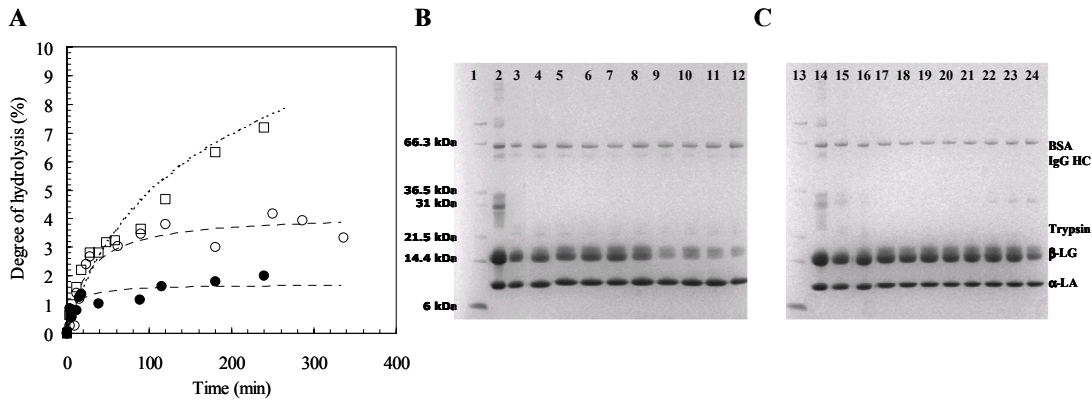 A
Degree of hydrolysis (%)
10
9
8
7
6
5
4
3
2
1
0
0 100 200 300 400
Time (min)
B
1 2 3 4 5 6 7 8 9 10 11 12
66.3 kDa
36.5 kDa
31 kDa
21.5 kDa
14.4 kDa
6 kDa
C
13 14 15 16 17 18 19 20 21 22 23 24
BSA
IgG HC
Trypsin
β-LG
α-LA